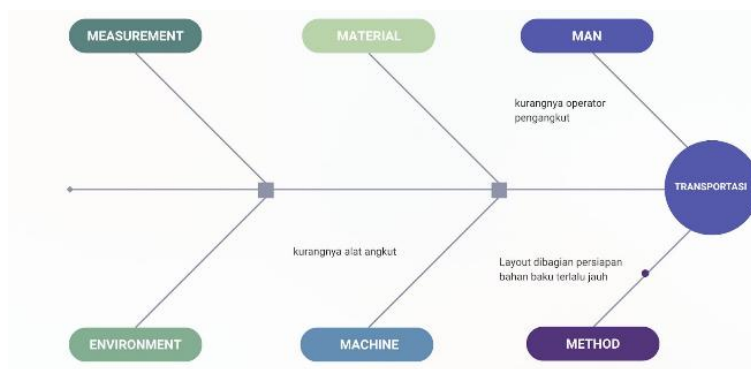 MEASUREMENT
MATERIAL
MAN
kurangnya operator
pengangkut
TRANSPORTASI
kurangnya alat angkut
Layout dibagian persiapan
bahan baku terlalu jauh
ENVIRONMENT
MACHINE
METHOD